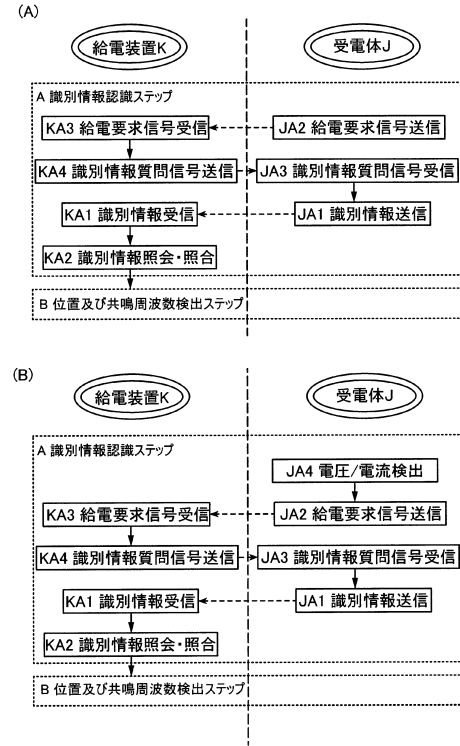 (A)
給電装置K
受電体J
A 識別情報認識ステップ
KA3 給電要求信号受信
JA2 給電要求信号送信
KA4 識別情報質問信号送信
JA3 識別情報質問信号受信
KA1 識別情報受信
JA1 識別情報送信
KA2 識別情報照会・照合
B 位置及び共鳴周波数検出ステップ
(B)
給電装置K
受電体J
A 識別情報認識ステップ
JA4 電圧/電流検出
KA3 給電要求信号受信
JA2 給電要求信号送信
KA4 識別情報質問信号送信
JA3 識別情報質問信号受信
KA1 識別情報受信
JA1 識別情報送信
KA2 識別情報照会・照合
B 位置及び共鳴周波数検出ステップ